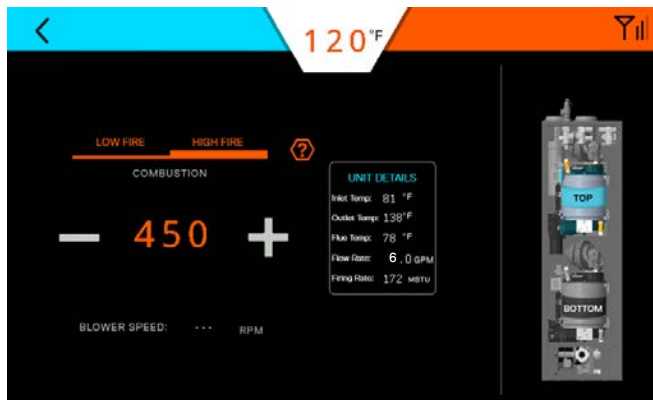 120°F
LOW FIRE HIGH FIRE ?
COMBUSTION
— 450 +
BLOWER SPEED: --- RPM
UNIT DETAILS
Inlet Temp: 81 °F
Outlet Temp: 138°F
Flue Temp: 78 °F
Flow Rate: 6.0 GPM
Firing Rate: 172 MBTU
TOP
BOTTOM